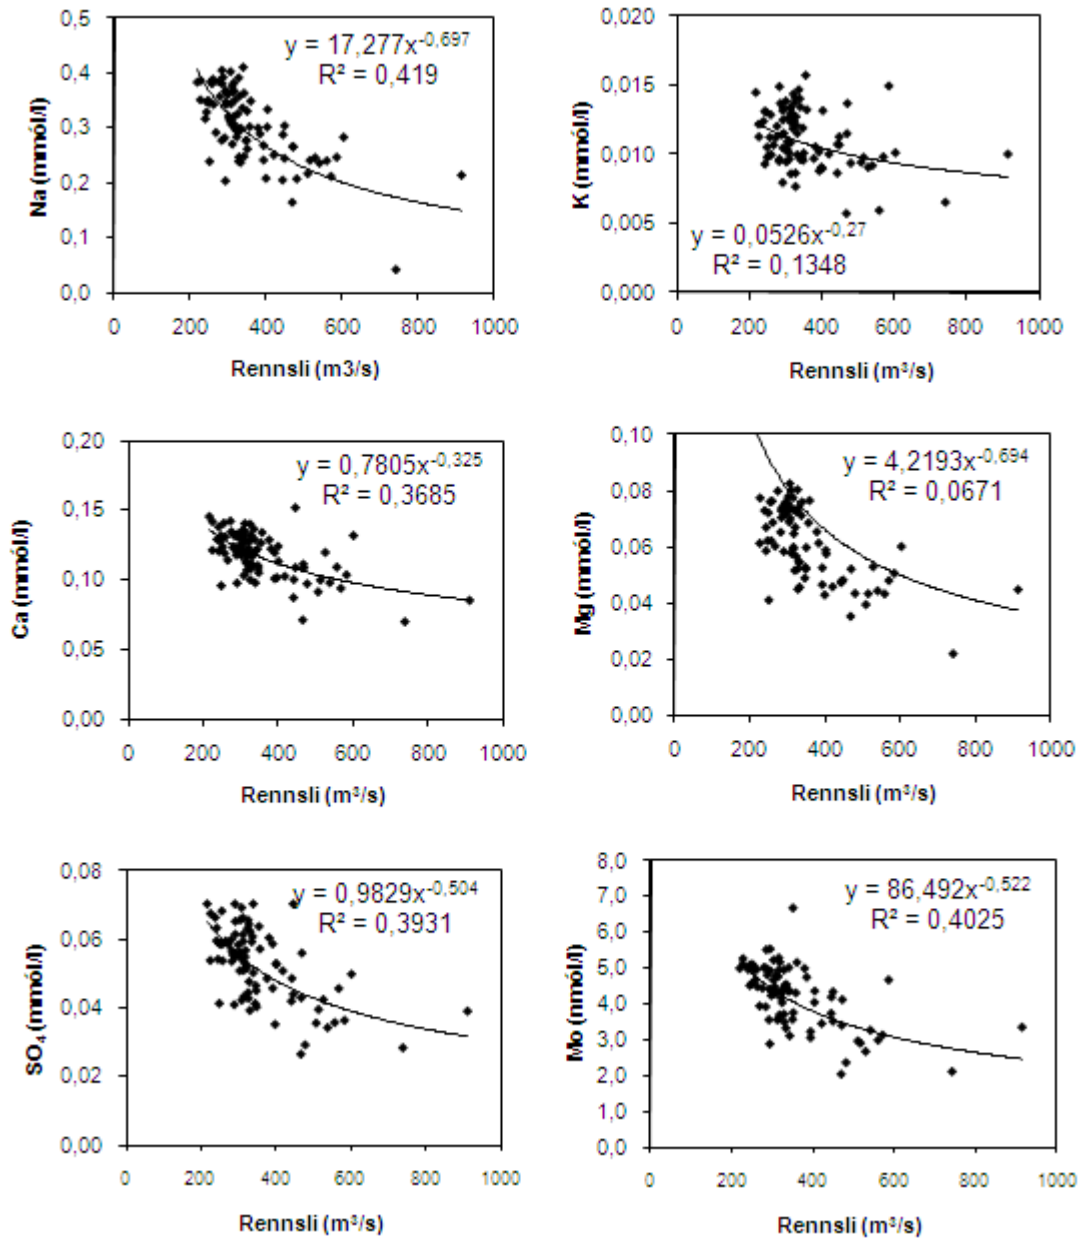 Na (mmól/l)
0,5
0,4
0,3
0,2
0,1
0,0
y = 17,277x^-0,697
R² = 0,419
0 200 400 600 800 1000
Rennsli (m3/s)
K (mmól/l)
0,020
0,015
0,010
0,005
0,000
y = 0,0526x^-0,27
R² = 0,1348
0 200 400 600 800 1000
Rennsli (m³/s)
Ca (mmól/l)
0,20
0,15
0,10
0,05
0,00
y = 0,7805x^-0,325
R² = 0,3685
0 200 400 600 800 1000
Rennsli (m³/s)
Mg (mmól/l)
0,10
0,08
0,06
0,04
0,02
0,00
y = 4,2193x^-0,694
R² = 0,0671
0 200 400 600 800 1000
Rennsli (m³/s)
SO₄ (mmól/l)
0,08
0,06
0,04
0,02
0,00
y = 0,9829x^-0,504
R² = 0,3931
0 200 400 600 800 1000
Rennsli (m³/s)
Mo (nmól/l)
8,0
7,0
6,0
5,0
4,0
3,0
2,0
1,0
0,0
y = 86,492x^-0,522
R² = 0,4025
0 200 400 600 800 1000
Rennsli (m³/s)